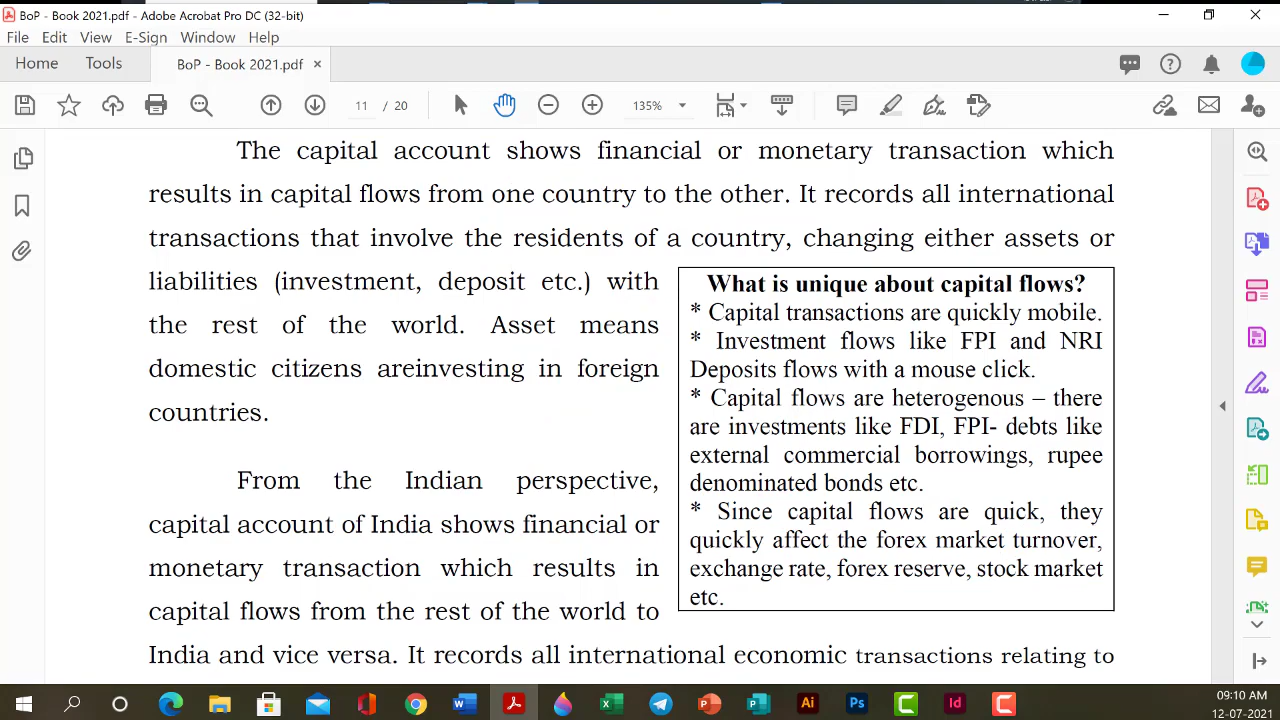 BoP - Book 2021.pdf - Adobe Acrobat Pro DC (32-bit)
File Edit View E-Sign Window Help
Home Tools BoP - Book 2021.pdf ×
11 / 20 135%
The capital account shows financial or monetary transaction which
results in capital flows from one country to the other. It records all international
transactions that involve the residents of a country, changing either assets or
liabilities (investment, deposit etc.) with
the rest of the world. Asset means
domestic citizens areinvesting in foreign
countries.
From the Indian perspective,
capital account of India shows financial or
monetary transaction which results in
capital flows from the rest of the world to
India and vice versa. It records all international economic transactions relating to
What is unique about capital flows?
* Capital transactions are quickly mobile.
* Investment flows like FPI and NRI
Deposits flows with a mouse click.
* Capital flows are heterogenous – there
are investments like FDI, FPI- debts like
external commercial borrowings, rupee
denominated bonds etc.
* Since capital flows are quick, they
quickly affect the forex market turnover,
exchange rate, forex reserve, stock market
etc.
Ai Ps Id
09:10 AM
12-07-2021